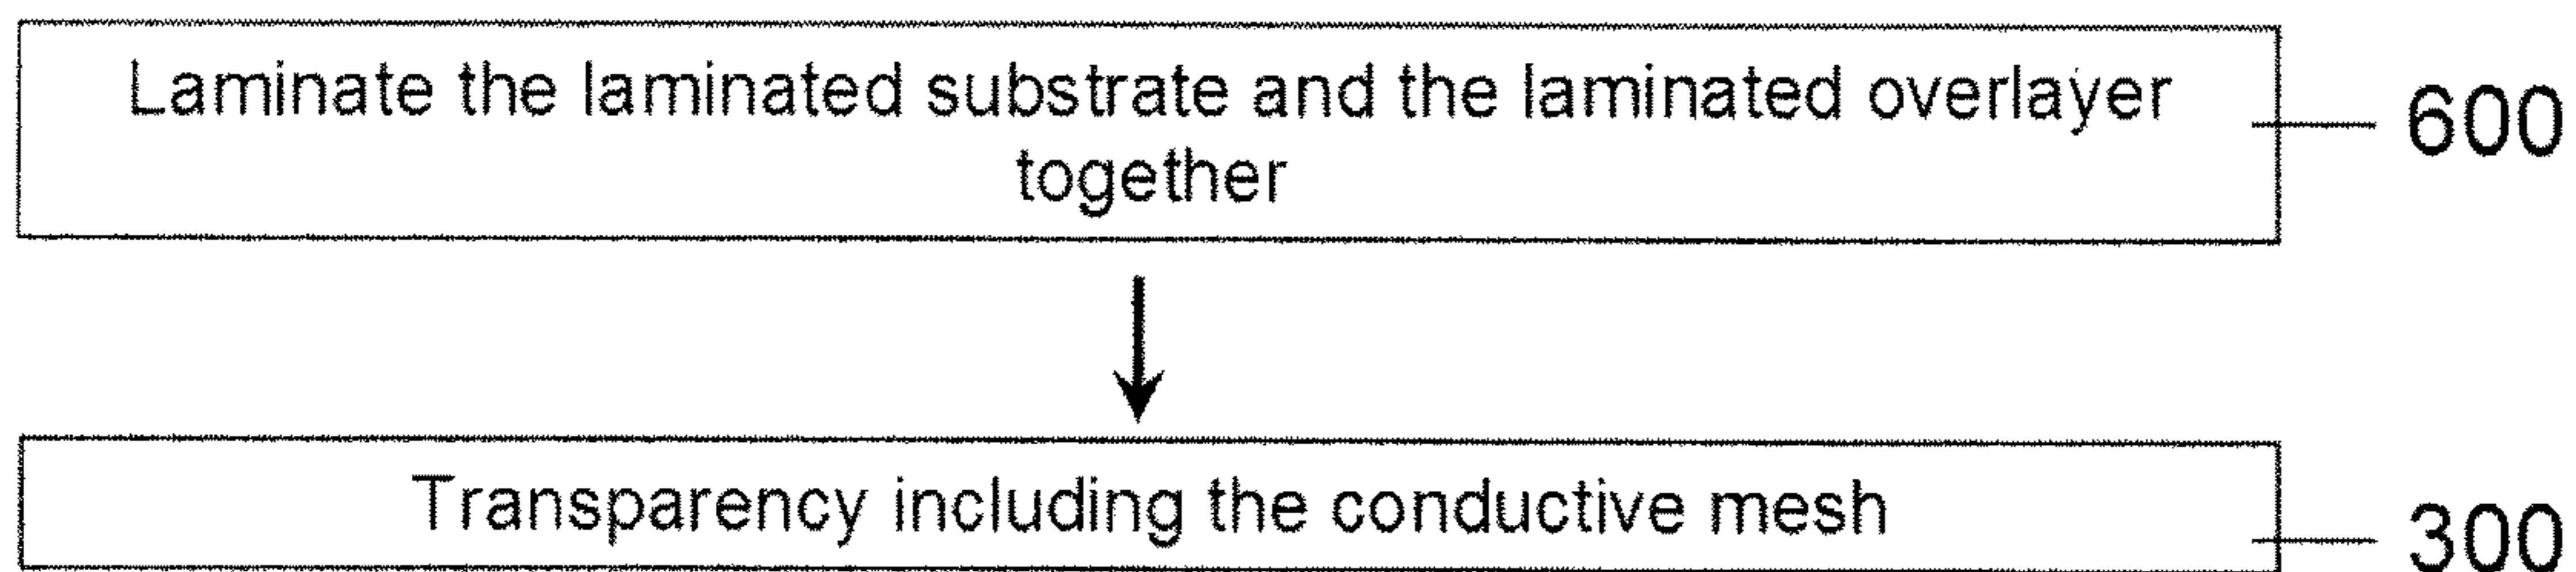 Laminate the laminated substrate and the laminated overlayer
600
together
Transparency including the conductive mesh
300